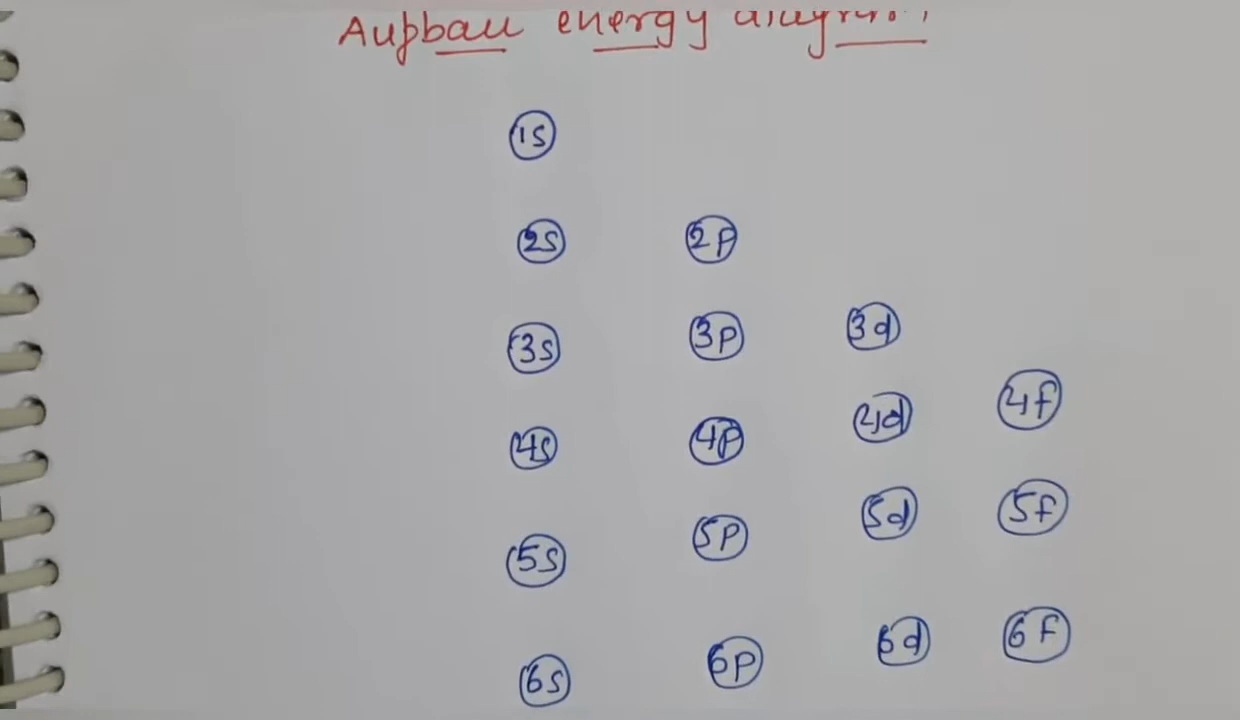 Aufbau energy diagram
1s
2s 2p
3s 3p 3d
4s 4p 4d 4f
5s 5p 5d 5f
6s 6p 6d 6f